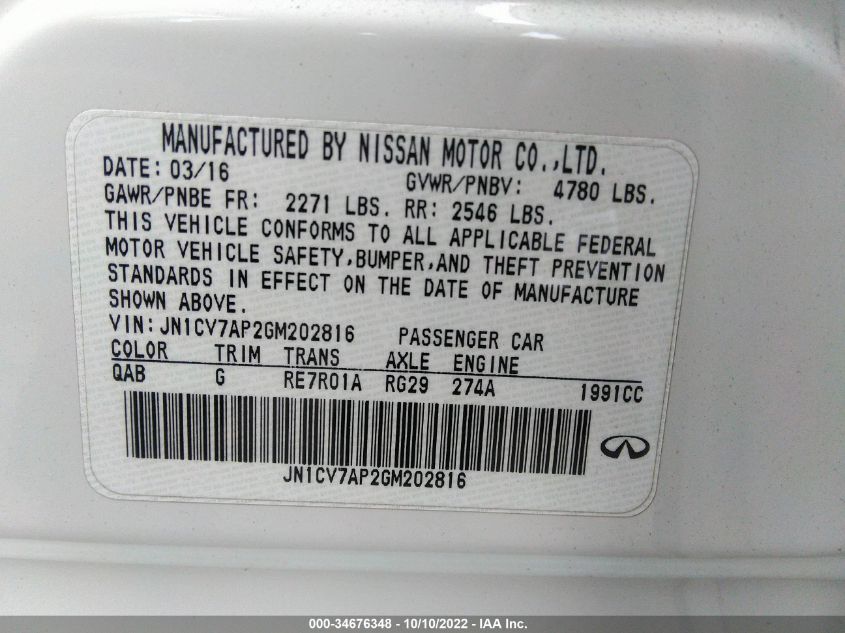 MANUFACTURED BY NISSAN MOTOR CO.,LTD.
DATE: 03/16 GVWR/PNBV: 4780 LBS.
GAWR/PNBE FR: 2271 LBS. RR: 2546 LBS.
THIS VEHICLE CONFORMS TO ALL APPLICABLE FEDERAL
MOTOR VEHICLE SAFETY,BUMPER,AND THEFT PREVENTION
STANDARDS IN EFFECT ON THE DATE OF MANUFACTURE
SHOWN ABOVE.
VIN:JN1CV7AP2GM202816 PASSENGER CAR
COLOR TRIM TRANS AXLE ENGINE
QAB G RE7R01A RG29 274A 1991CC
JN1CV7AP2GM202816
000-34676348 - 10/10/2022 - IAA Inc.